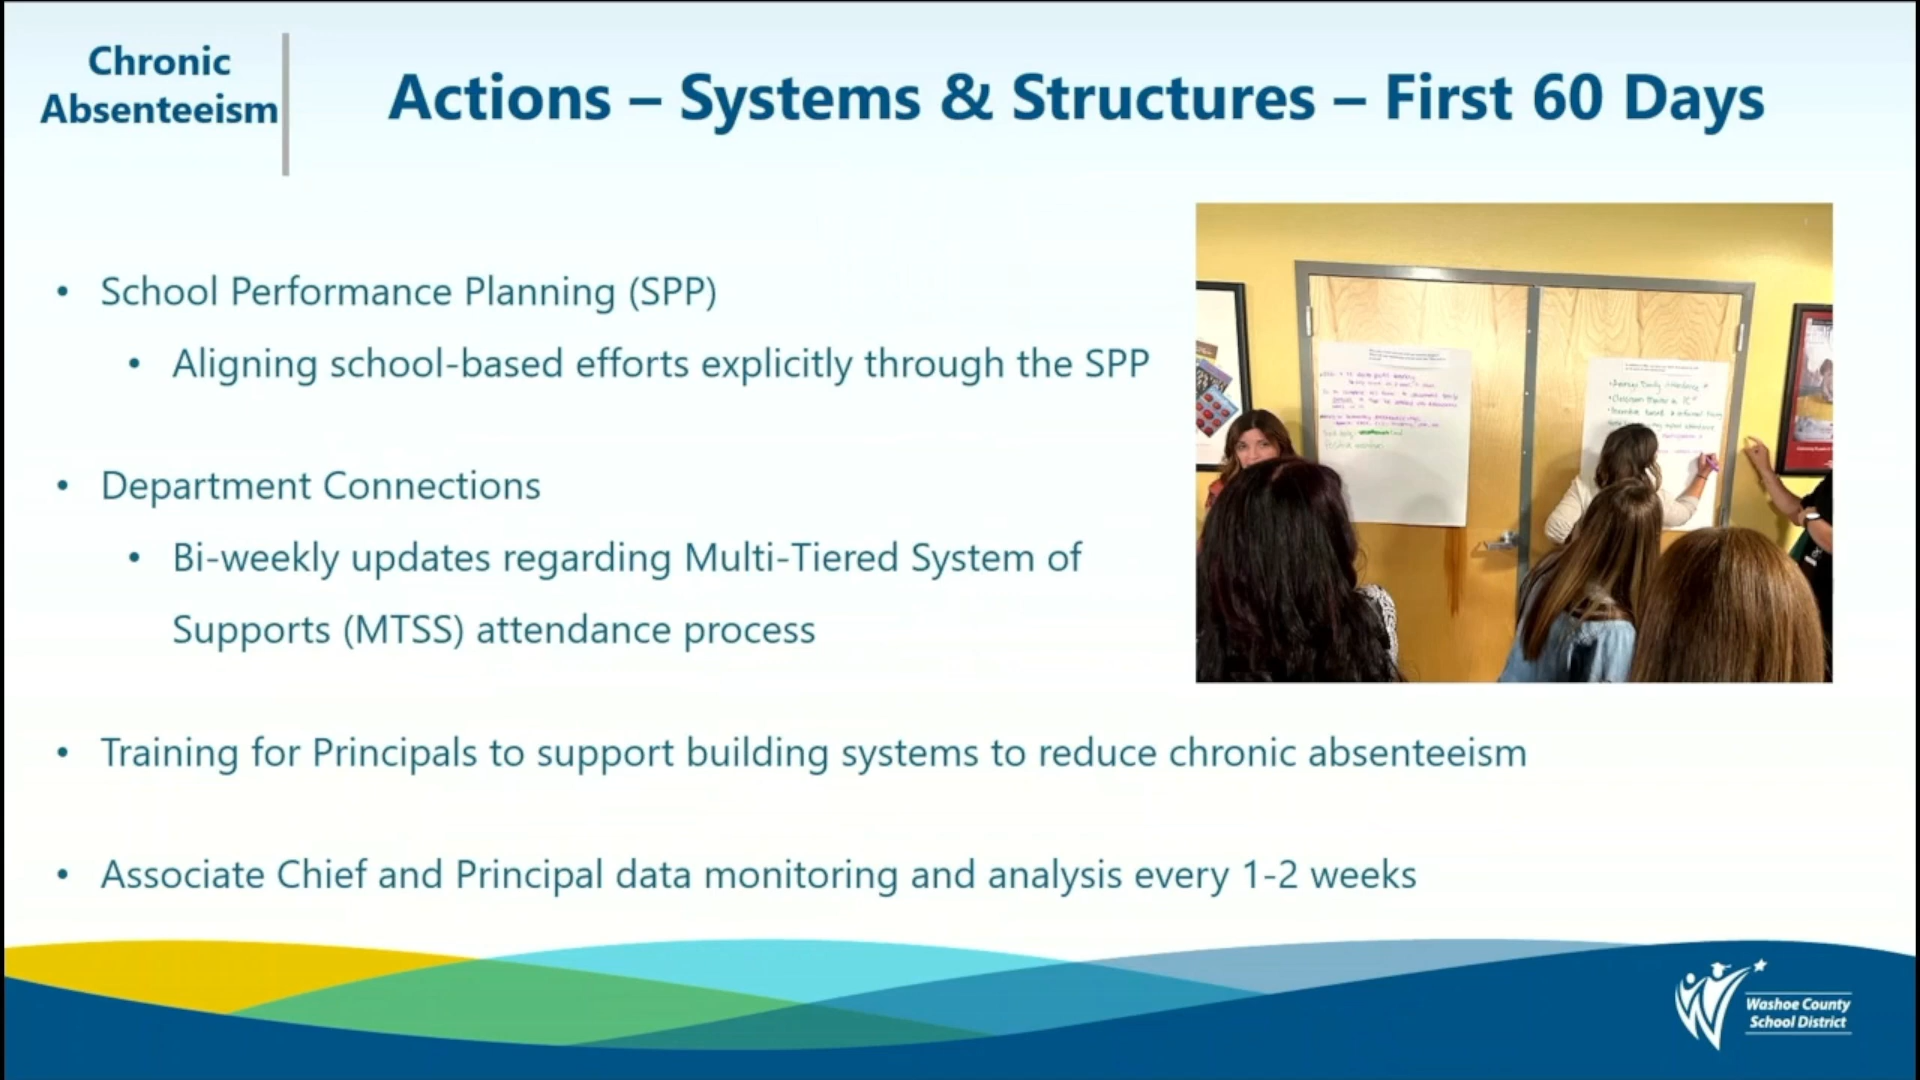 Chronic
Absenteeism
Actions – Systems & Structures – First 60 Days
• School Performance Planning (SPP)
• Aligning school-based efforts explicitly through the SPP
• Department Connections
• Bi-weekly updates regarding Multi-Tiered System of
Supports (MTSS) attendance process
• Training for Principals to support building systems to reduce chronic absenteeism
• Associate Chief and Principal data monitoring and analysis every 1-2 weeks
Washoe County
School District